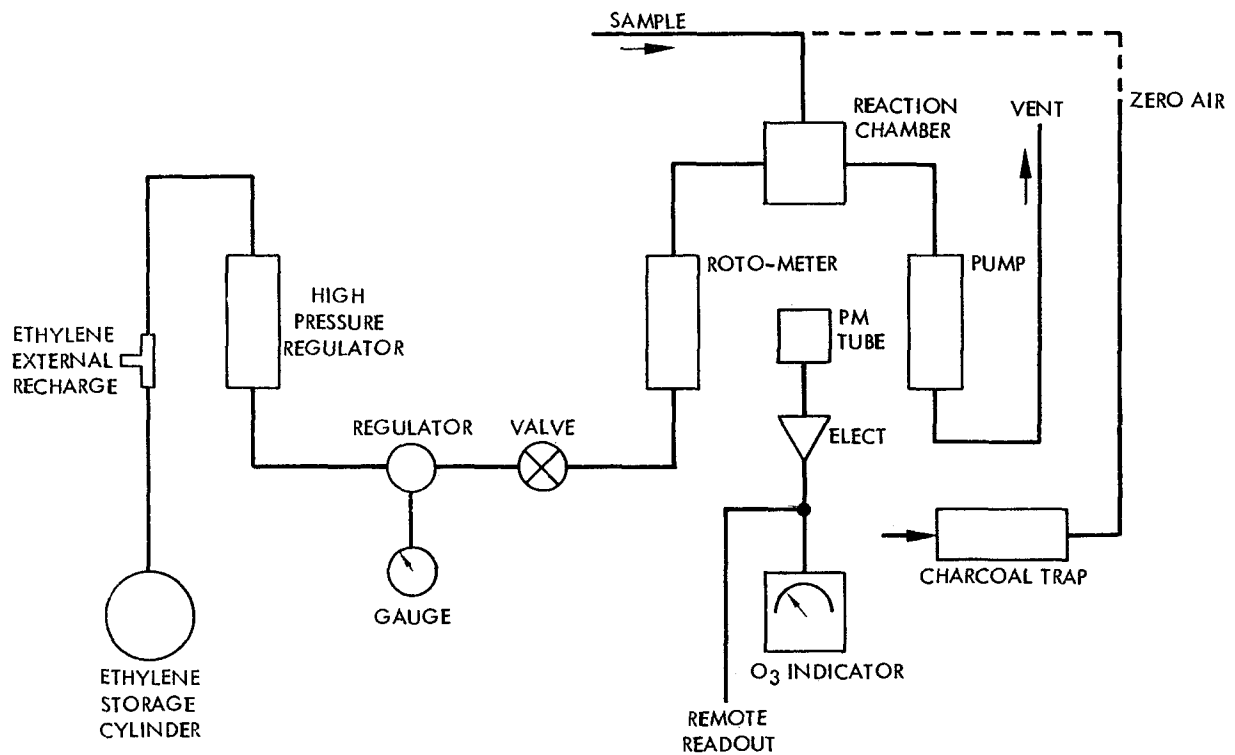 SAMPLE
REACTION
CHAMBER
VENT
ZERO AIR
ROTO-METER
PUMP
HIGH
PRESSURE
REGULATOR
PM
TUBE
ETHYLENE
EXTERNAL
RECHARGE
REGULATOR
VALVE
ELECT
CHARCOAL TRAP
GAUGE
O₃ INDICATOR
ETHYLENE
STORAGE
CYLINDER
REMOTE
READOUT